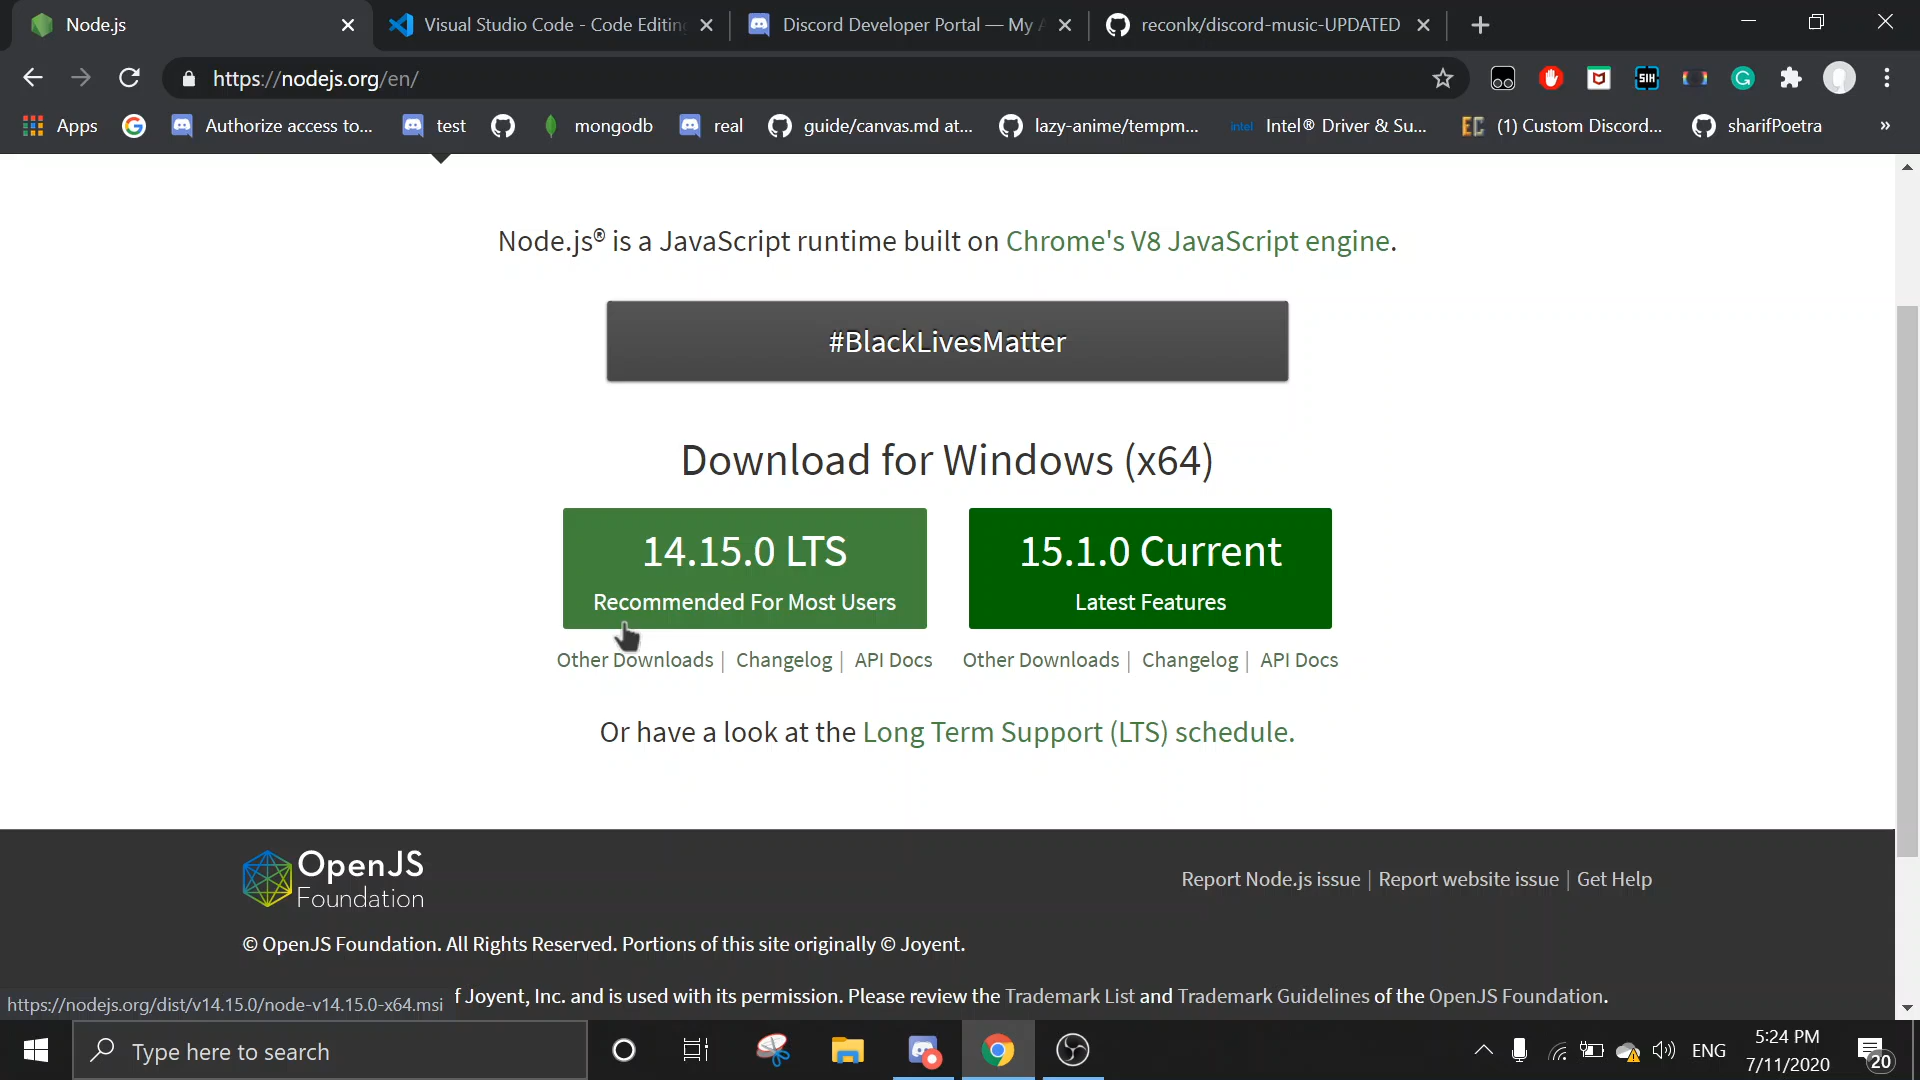 Node.js
Visual Studio Code - Code Editing
Discord Developer Portal — My A
reconlx/discord-music-UPDATED
https://nodejs.org/en/
SIH
Apps
Authorize access to...
test
mongodb
real
guide/canvas.md at...
lazy-anime/tempm...
intel
Intel® Driver & Su...
EC
(1) Custom Discord...
sharifPoetra
»
Node.js® is a JavaScript runtime built on Chrome's V8 JavaScript engine.
#BlackLivesMatter
Download for Windows (x64)
14.15.0 LTS
Recommended For Most Users
15.1.0 Current
Latest Features
Other Downloads | Changelog | API Docs
Other Downloads | Changelog | API Docs
Or have a look at the Long Term Support (LTS) schedule.
OpenJS
Foundation
Report Node.js issue | Report website issue | Get Help
© OpenJS Foundation. All Rights Reserved. Portions of this site originally © Joyent.
https://nodejs.org/dist/v14.15.0/node-v14.15.0-x64.msi
f Joyent, Inc. and is used with its permission. Please review the Trademark List and Trademark Guidelines of the OpenJS Foundation.
Type here to search
ENG
5:24 PM
7/11/2020
20